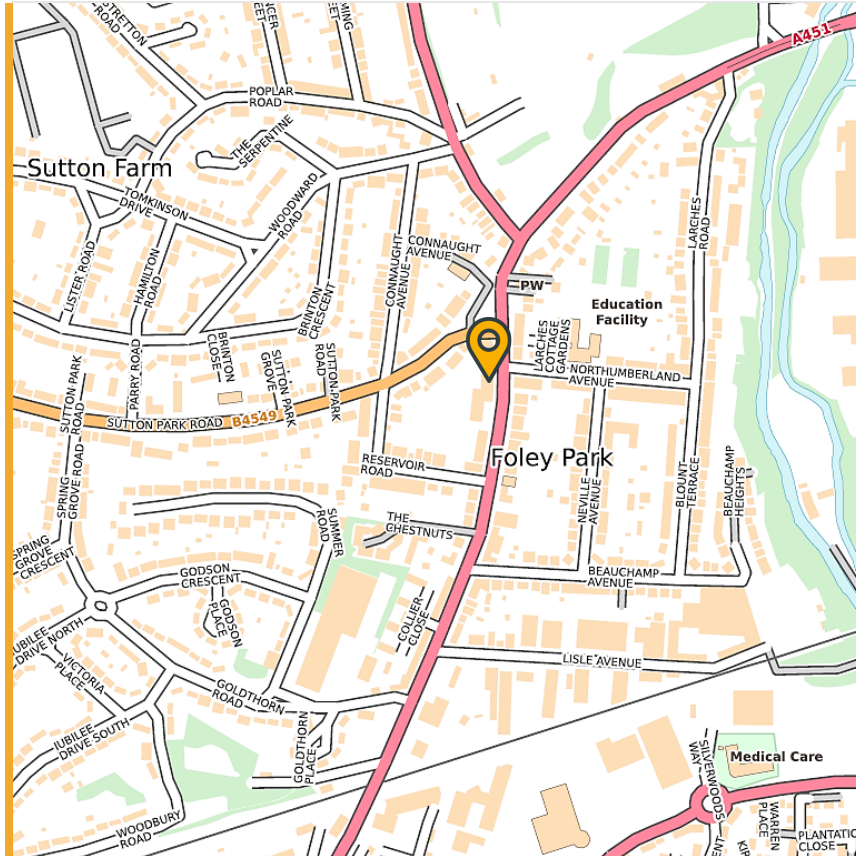 STRETTON
ROAD
A451
POPLAR
ROAD
THE
SERPENTINE
Sutton Farm
TOMKINSON
DRIVE
WOODWARD
ROAD
LISTER ROAD
HAMILTON
ROAD
CONNAUGHT
AVENUE
CONNAUGHT
AVENUE
LARCHES
ROAD
PW
Education
Facility
BRINTON
CRESCENT
LARCHES
COTTAGE
GARDENS
PARRY ROAD
BRINTON
CLOSE
SUTTON PARK
GROVE
SUTTON PARK
ROAD
SUTTON PARK
ROAD
NORTHUMBERLAND
AVENUE
SUTTON PARK ROAD
B4549
Foley Park
RESERVOIR
ROAD
SPRING
GROVE ROAD
NEVILLE
AVENUE
BLOUNT
TERRACE
BEAUCHAMP
HEIGHTS
THE
CHESTNUTS
SUMMER
ROAD
SPRING
GROVE
CRESCENT
GODSON
CRESCENT
GODSON
PLACE
BEAUCHAMP
AVENUE
COLLIER
CLOSE
JUBILEE
DRIVE NORTH
VICTORIA
PLACE
LISLE AVENUE
GOLDTHORN
ROAD
JUBILEE
DRIVE SOUTH
GOLDTHORN
PLACE
SILVERWOODS
WAY
Medical Care
WOODBURY
ROAD
WARREN
PLACE
CLOSE